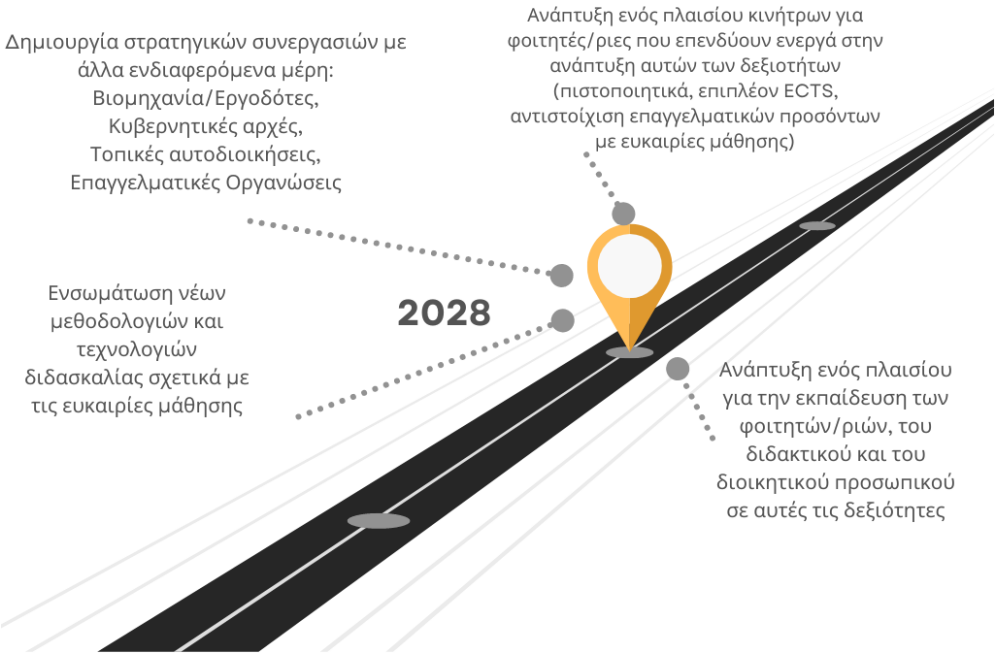 Δημιουργία στρατηγικών συνεργασιών με
άλλα ενδιαφερόμενα μέρη:
Βιομηχανία/Εργοδότες,
Κυβερνητικές αρχές,
Τοπικές αυτοδιοικήσεις,
Επαγγελματικές Οργανώσεις
Ανάπτυξη ενός πλαισίου κινήτρων για
φοιτητές/ριες που επενδύουν ενεργά στην
ανάπτυξη αυτών των δεξιοτήτων
(πιστοποιητικά, επιπλέον ECTS,
αντιστοίχιση επαγγελματικών προσόντων
με ευκαιρίες μάθησης)
Ενσωμάτωση νέων
μεθοδολογιών και
τεχνολογιών
διδασκαλίας σχετικά με
τις ευκαιρίες μάθησης
2028
Ανάπτυξη ενός πλαισίου
για την εκπαίδευση των
φοιτητών/ριών, του
διδακτικού και του
διοικητικού προσωπικού
σε αυτές τις δεξιότητες